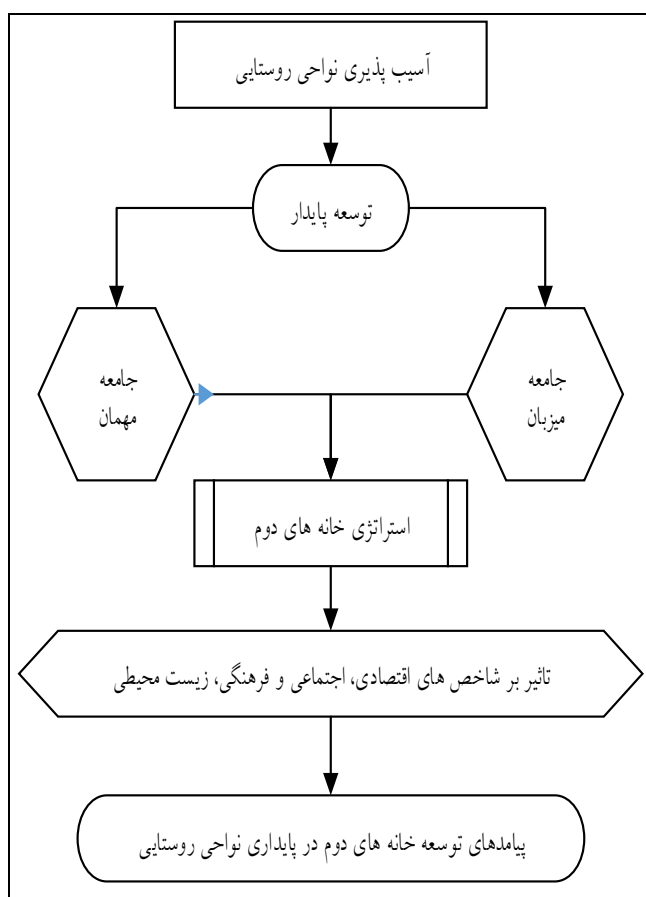 آسیب پذیری نواحی روستایی
توسعه پایدار
جامعه
میزبان
جامعه
مهمان
استراتژی خانه های دوم
تاثیر بر شاخص های اقتصادی، اجتماعی و فرهنگی، زیست محیطی
پیامدهای توسعه خانه های دوم در پایداری نواحی روستایی